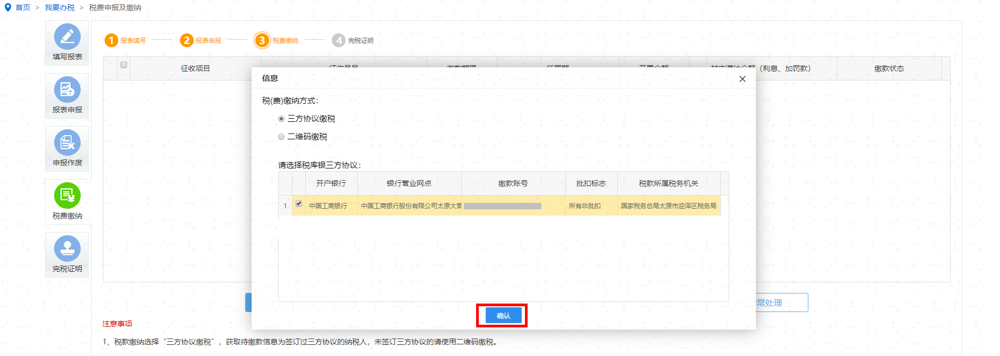 首页 > 我要办税 > 税费申报及缴纳
填写报表
报表申报
申报作废
税费缴纳
完税证明
1 报表填写 2 报表申报 3 税费缴纳 4 完税证明
征收项目 (利息、加罚款) 缴款状态
信息
税(费)缴纳方式:
三方协议缴税
二维码缴税
请选择税库银三方协议:
开户银行 银行营业网点 缴款账号 批扣标志 税款所属税务机关
1 中国工商银行 中国工商银行股份有限公司太原大营 所有非批扣 国家税务总局太原市迎泽区税务局
确认
常处理
注意事项
1、税款缴纳选择“三方协议缴税”，获取待缴款信息为签订过三方协议的纳税人，未签订三方协议的请使用二维码缴税。